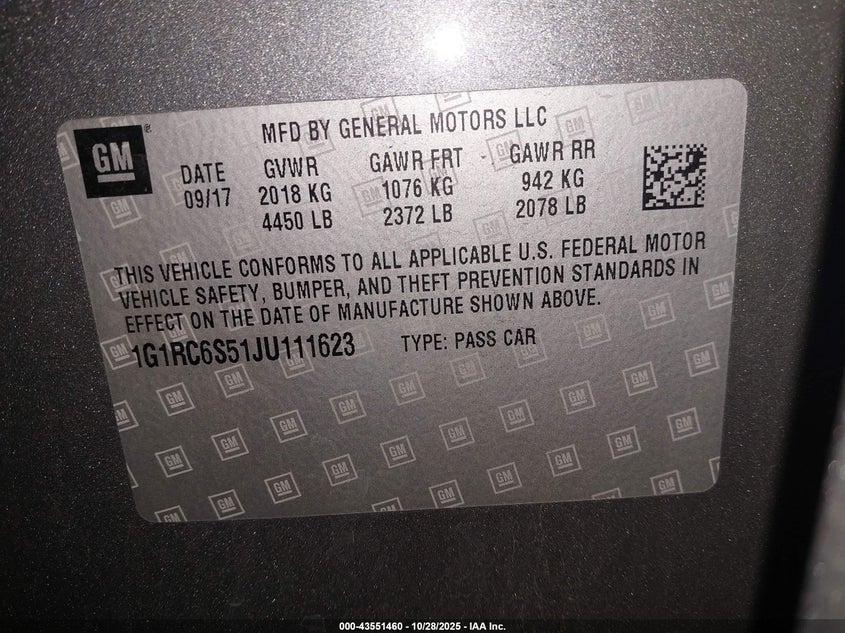 GM
MFD BY GENERAL MOTORS LLC
DATE GVWR GAWR FRT GAWR RR
09/17 2018 KG 1076 KG 942 KG
4450 LB 2372 LB 2078 LB
THIS VEHICLE CONFORMS TO ALL APPLICABLE U.S. FEDERAL MOTOR
VEHICLE SAFETY, BUMPER, AND THEFT PREVENTION STANDARDS IN
EFFECT ON THE DATE OF MANUFACTURE SHOWN ABOVE.
1G1RC6S51JU111623 TYPE: PASS CAR
000-43551460 - 10/28/2025 - IAA Inc.